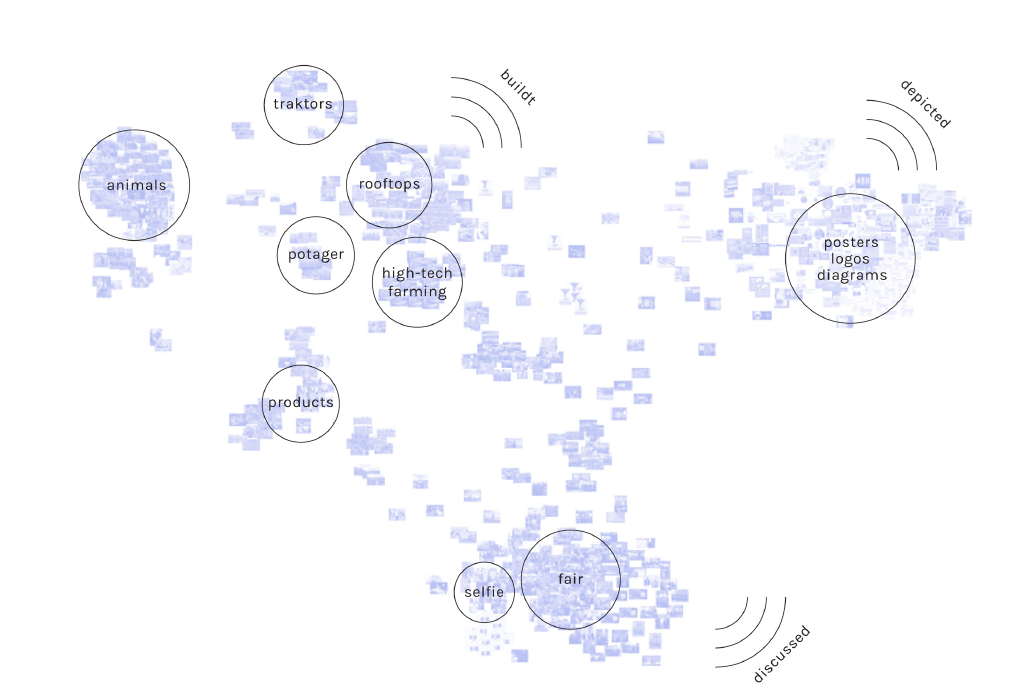 buildt
depicted
traktors
animals
rooftops
potager
high-tech
farming
posters
logos
diagrams
products
fair
selfie
discussed